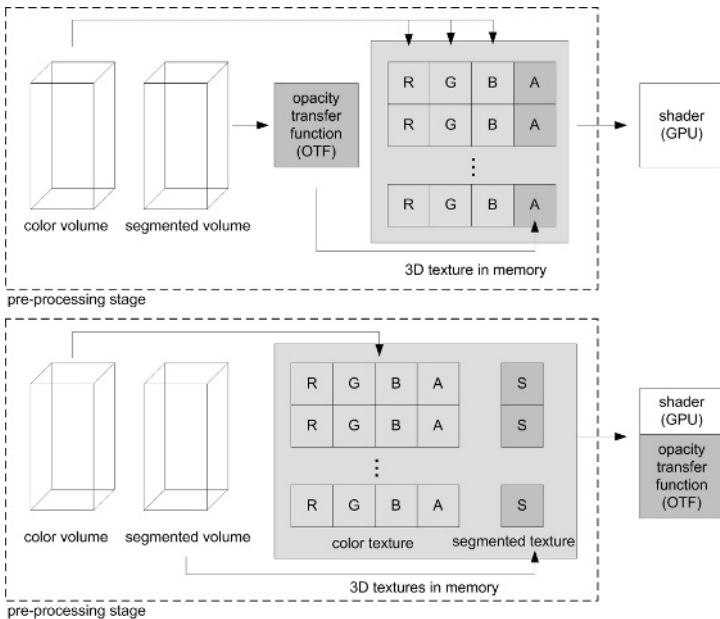 R G B A
R G B A
⋮
R G B A
opacity
transfer
function
(OTF)
shader
(GPU)
color volume
segmented volume
3D texture in memory
pre-processing stage
R G B A S
R G B A S
⋮
R G B A S
color volume
segmented volume
color texture
segmented texture
3D textures in memory
shader
(GPU)
opacity
transfer
function
(OTF)
pre-processing stage